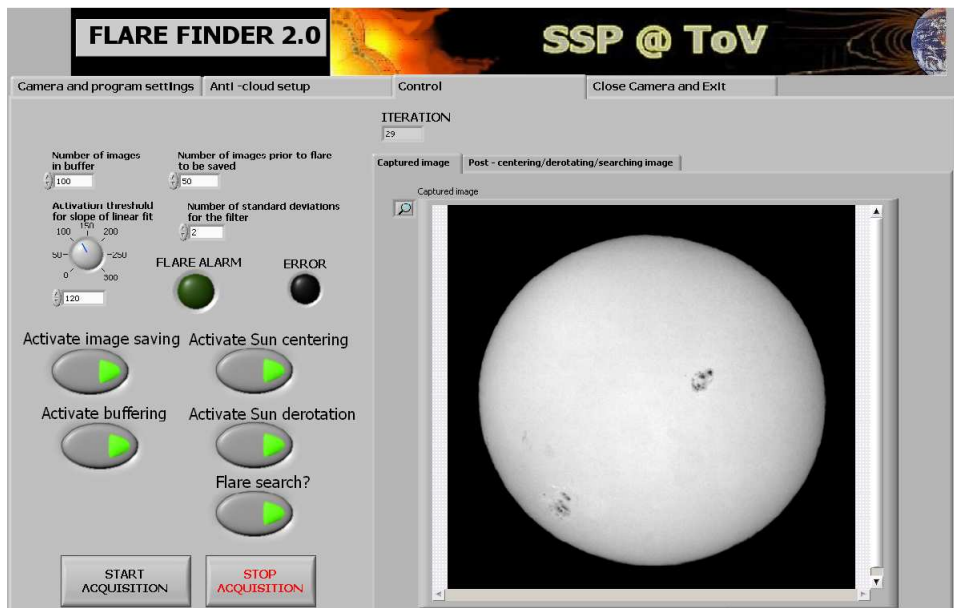 FLARE FINDER 2.0
SSP @ ToV
Camera and program settings
Anti -cloud setup
Control
Close Camera and Exit
ITERATION
29
Number of images
in buffer
100
Number of images prior to flare
to be saved
50
Captured image
Post - centering/derotating/searching image
Captured image
Activation threshold
for slope of linear fit
Number of standard deviations
for the filter
2
0
50
100
150
200
250
300
120
FLARE ALARM
ERROR
Activate image saving
Activate Sun centering
Activate buffering
Activate Sun derotation
Flare search?
START
ACQUISITION
STOP
ACQUISITION